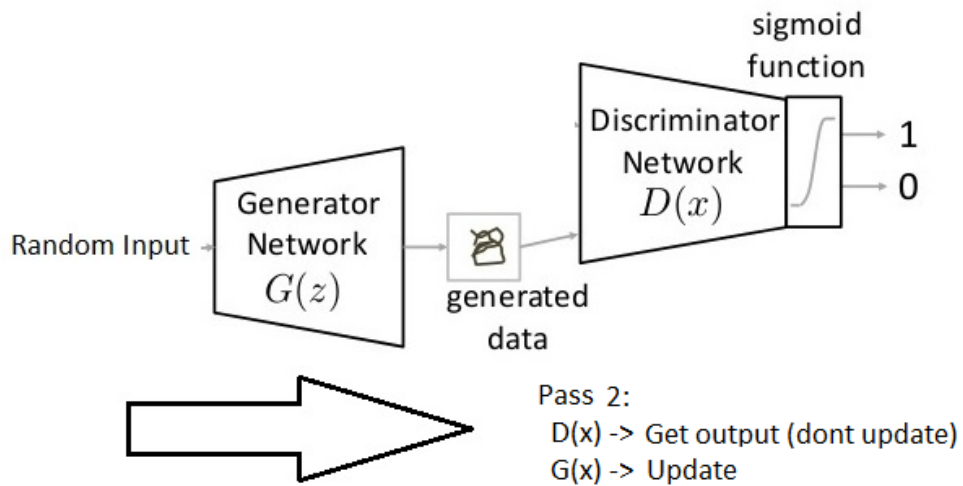 sigmoid
function
Discriminator
Network
D(x)
1
0
Generator
Network
G(z)
Random Input
generated
data
Pass 2:
D(x) -> Get output (dont update)
G(x) -> Update